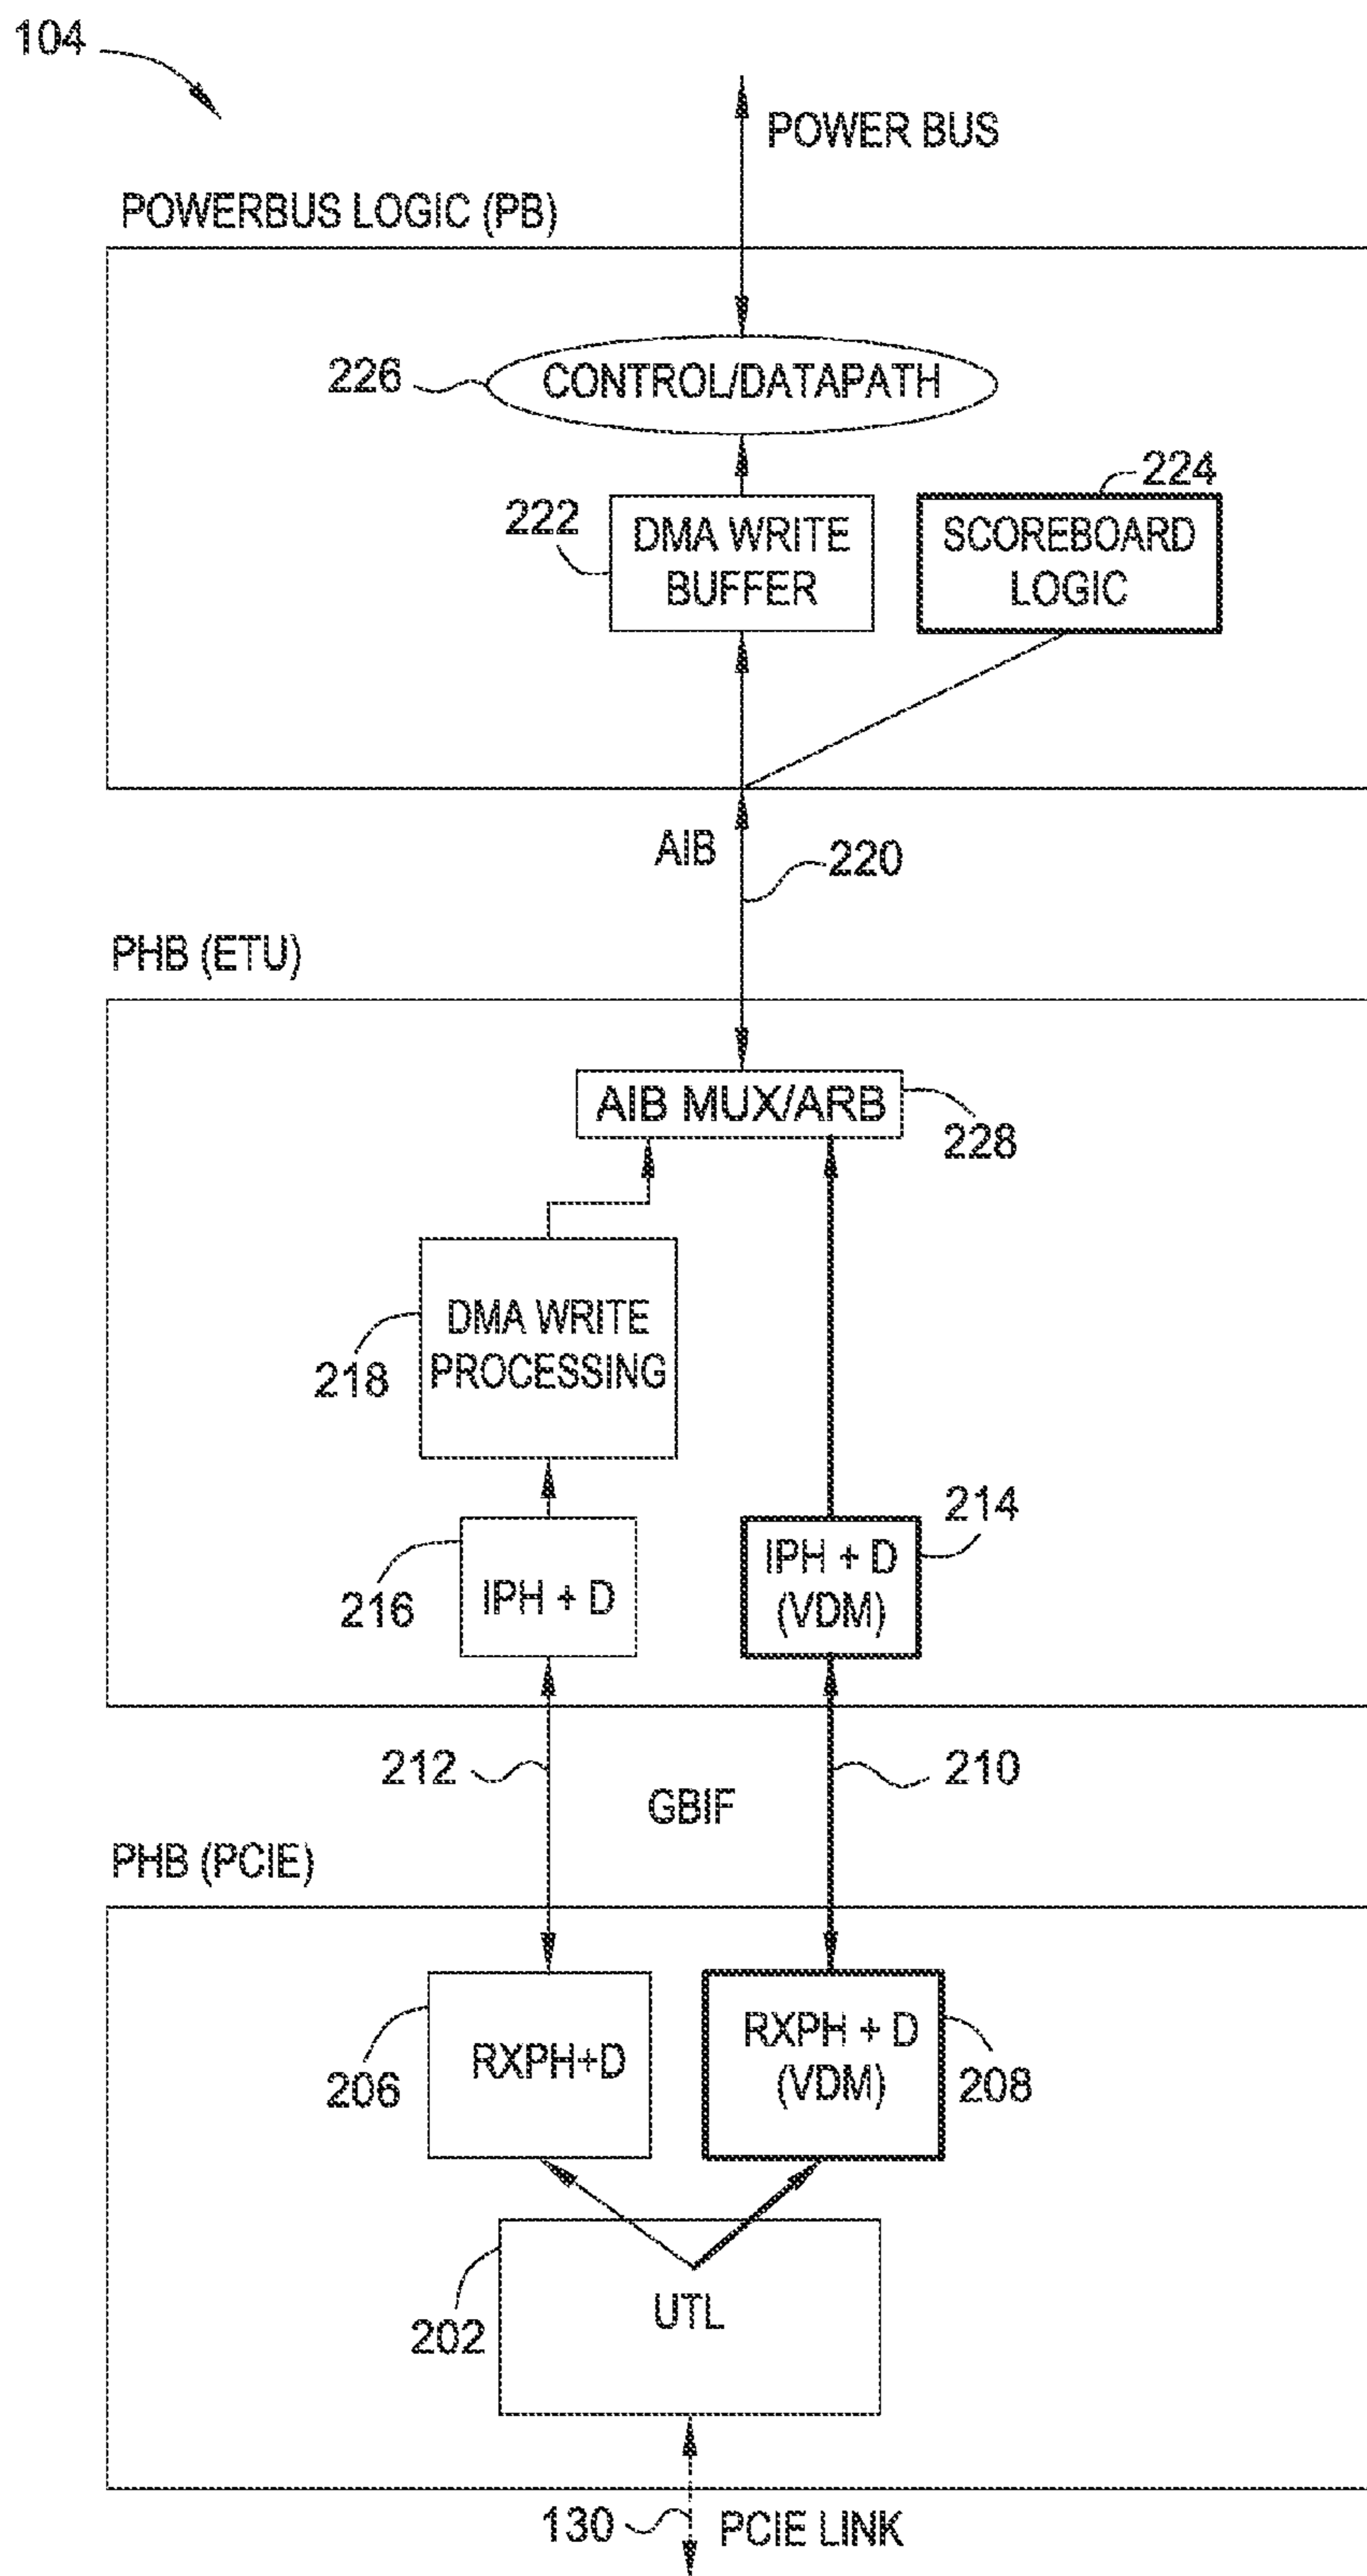 104
POWER BUS
POWERBUS LOGIC (PB)
226
CONTROL/DATAPATH
224
222
DMA WRITE
BUFFER
SCOREBOARD
LOGIC
AIB
220
PHB (ETU)
AIB MUX/ARB
228
DMA WRITE
PROCESSING
218
214
IPH + D
(VDM)
216
IPH + D
212
210
GBIF
PHB (PCIE)
RXPH+D
RXPH + D
(VDM)
206
208
202
UTL
130
PCIE LINK